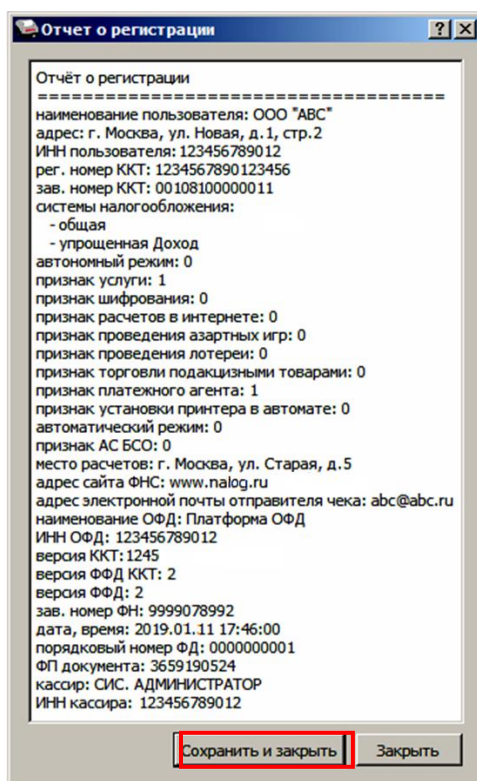 Отчет о регистрации
Отчёт о регистрации
=====================================
наименование пользователя: ООО "АВС"
адрес: г. Москва, ул. Новая, д.1, стр.2
ИНН пользователя: 123456789012
рег. номер ККТ: 1234567890123456
зав. номер ККТ: 00108100000011
системы налогообложения:
- общая
- упрощенная Доход
автономный режим: 0
признак услуги: 1
признак шифрования: 0
признак расчетов в интернете: 0
признак проведения азартных игр: 0
признак проведения лотереи: 0
признак торговли подакцизными товарами: 0
признак платежного агента: 1
признак установки принтера в автомате: 0
автоматический режим: 0
признак АС БСО: 0
место расчетов: г. Москва, ул. Старая, д.5
адрес сайта ФНС: www.nalog.ru
адрес электронной почты отправителя чека: abc@abc.ru
наименование ОФД: Платформа ОФД
ИНН ОФД: 123456789012
версия ККТ: 1245
версия ФФД ККТ: 2
версия ФФД: 2
зав. номер ФН: 9999078992
дата, время: 2019.01.11 17:46:00
порядковый номер ФД: 0000000001
ФП документа: 3659190524
кассир: СИС. АДМИНИСТРАТОР
ИНН кассира: 123456789012
Сохранить и закрыть Закрыть